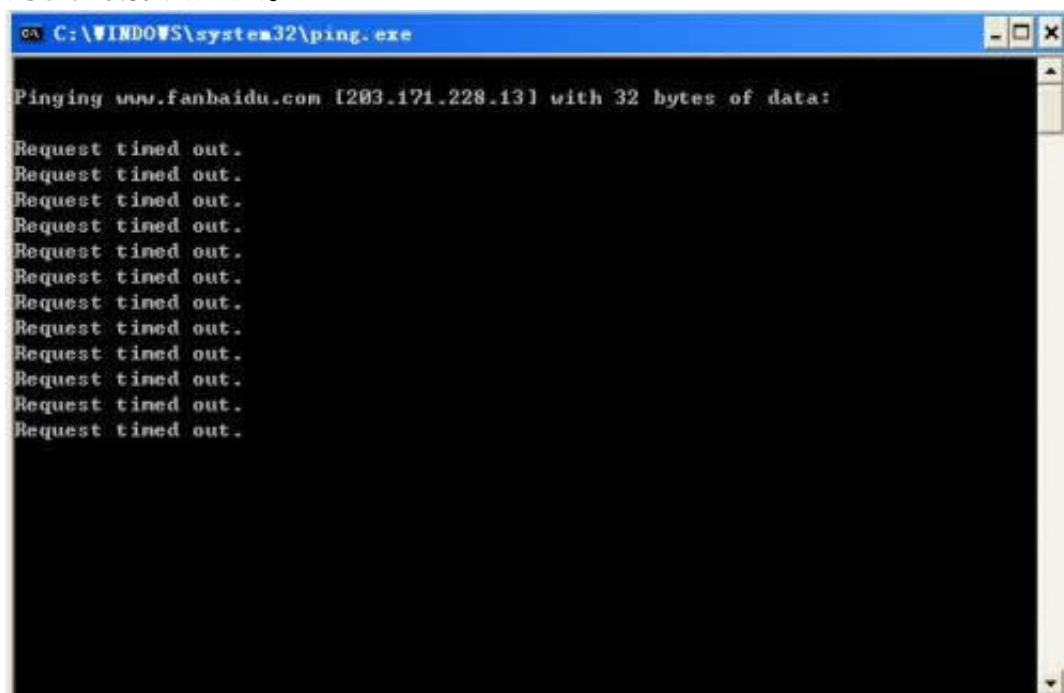 C:\WINDOWS\system32\ping.exe
Pinging www.fanbaidu.com [203.171.228.13] with 32 bytes of data:
Request timed out.
Request timed out.
Request timed out.
Request timed out.
Request timed out.
Request timed out.
Request timed out.
Request timed out.
Request timed out.
Request timed out.
Request timed out.
Request timed out.